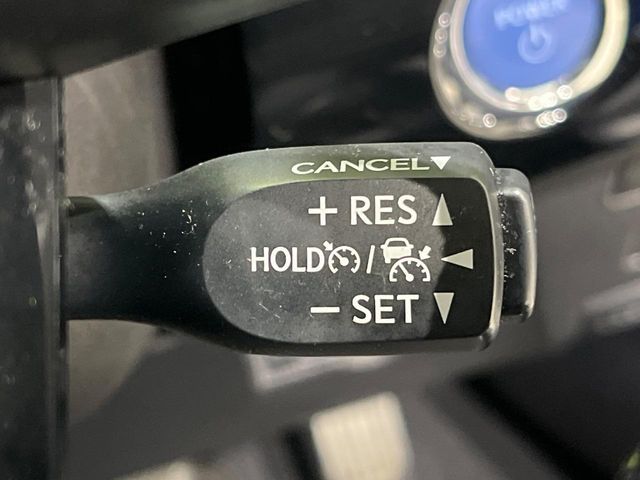 POWER
CANCEL
+ RES
HOLD /
- SET